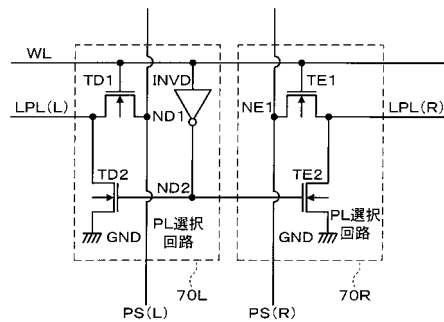 WL
TD1
INVD
TE1
LPL(L)
ND1
NE1
LPL(R)
TD2
ND2
TE2
GND
PL選択
回路
GND
PL選択
回路
70L
70R
PS(L)
PS(R)